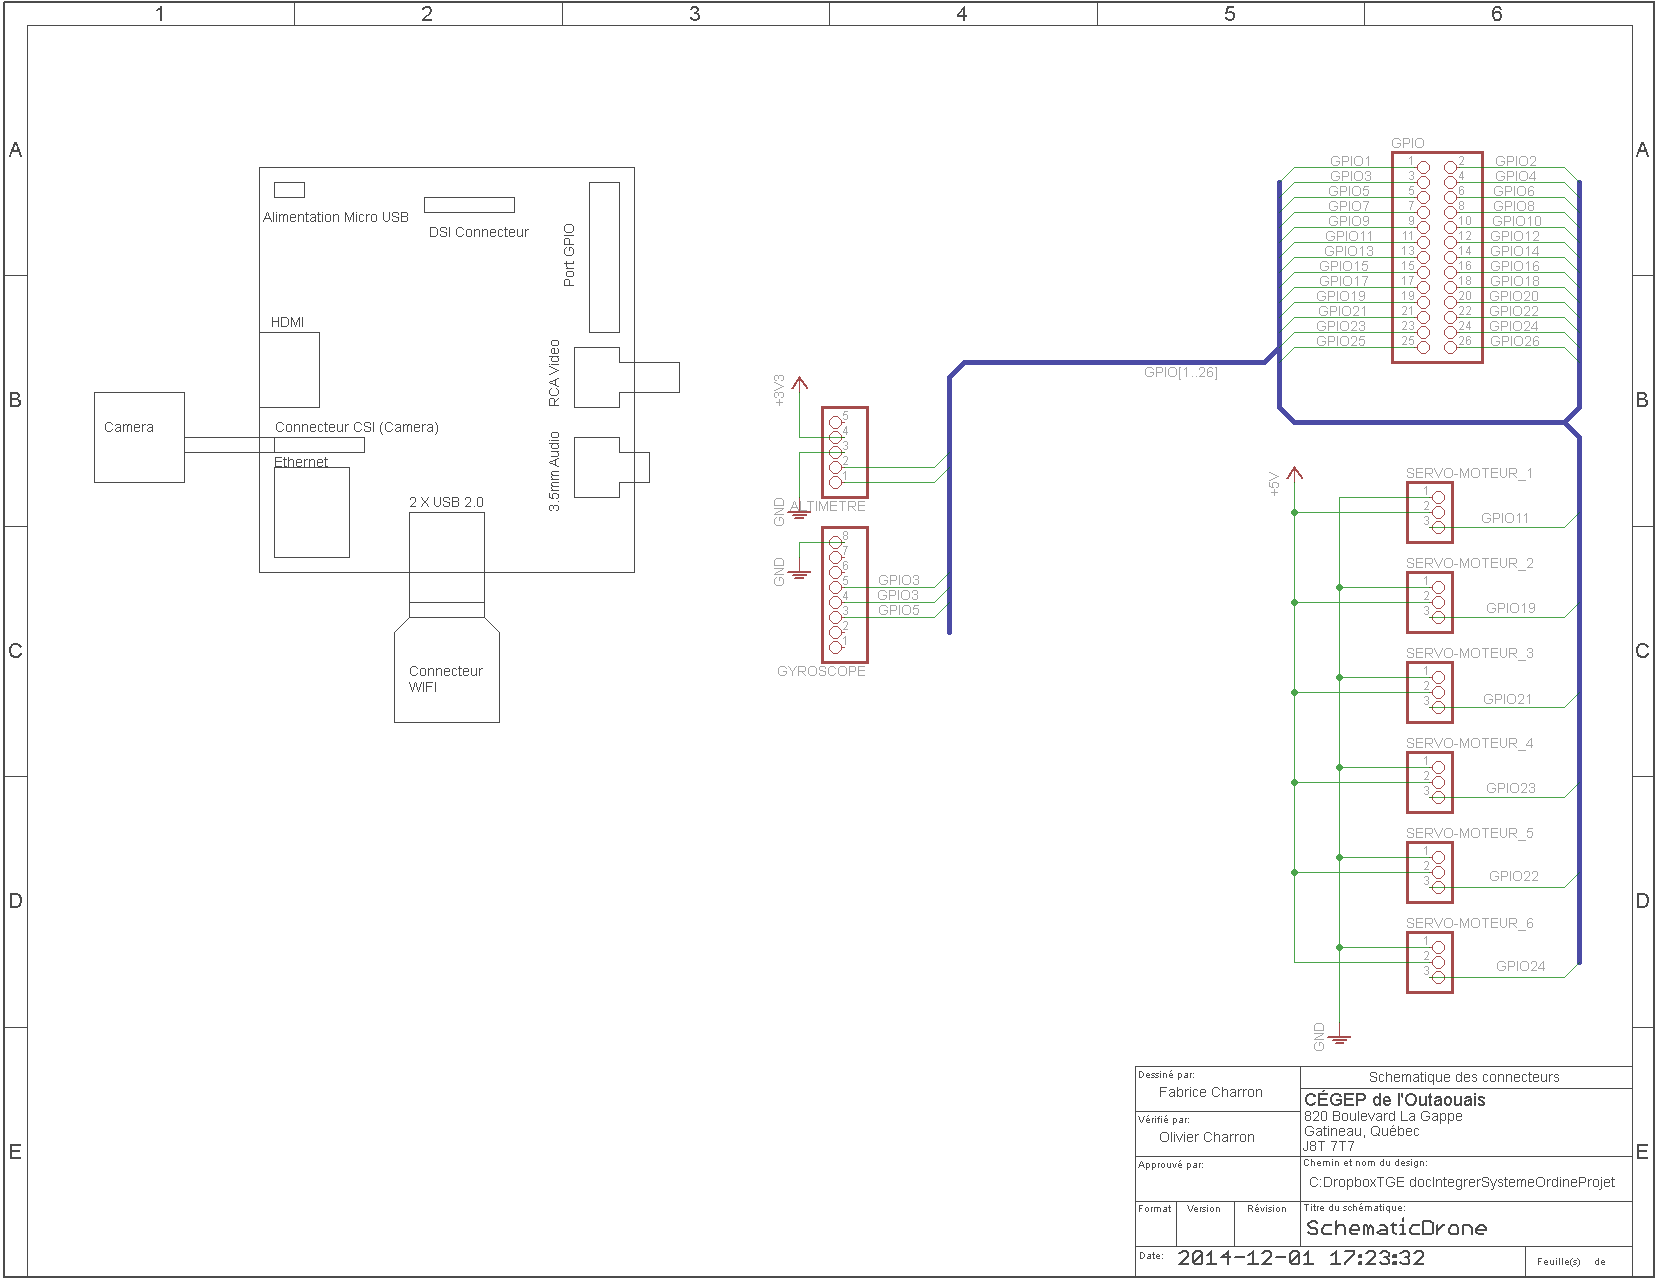 1 2 3 4 5 6
A A
B B
C C
D D
E E
Alimentation Micro USB
DSI Connecteur
Port GPIO
HDMI
RCA Video
Camera
Connecteur CSI (Camera)
Ethernet
3.5mm Audio
2 X USB 2.0
Connecteur
WIFI
+3V3
5
4
3
2
1
GND
ALTIMETRE
GND
8
7
6
5 GPIO3
4 GPIO3
3 GPIO5
2
1
GYROSCOPE
GPIO[1..26]
GPIO
GPIO1 1 2 GPIO2
GPIO3 3 4 GPIO4
GPIO5 5 6 GPIO6
GPIO7 7 8 GPIO8
GPIO9 9 10 GPIO10
GPIO11 11 12 GPIO12
GPIO13 13 14 GPIO14
GPIO15 15 16 GPIO16
GPIO17 17 18 GPIO18
GPIO19 19 20 GPIO20
GPIO21 21 22 GPIO22
GPIO23 23 24 GPIO24
GPIO25 25 26 GPIO26
+5V
SERVO-MOTEUR_1
1
2
3 GPIO11
SERVO-MOTEUR_2
1
2
3 GPIO19
SERVO-MOTEUR_3
1
2
3 GPIO21
SERVO-MOTEUR_4
1
2
3 GPIO23
SERVO-MOTEUR_5
1
2
3 GPIO22
SERVO-MOTEUR_6
1
2
3 GPIO24
GND
Dessiné par:
Fabrice Charron
Vérifié par:
Olivier Charron
Approuvé par:
Format Version Révision
Schematique des connecteurs
CÉGEP de l'Outaouais
820 Boulevard La Gappe
Gatineau, Québec
J8T 7T7
Chemin et nom du design:
C:DropboxTGE docIntegrerSystemeOrdineProjet
Titre du schématique:
SchematicDrone
Date: 2014-12-01 17:23:32
Feuille(s) de